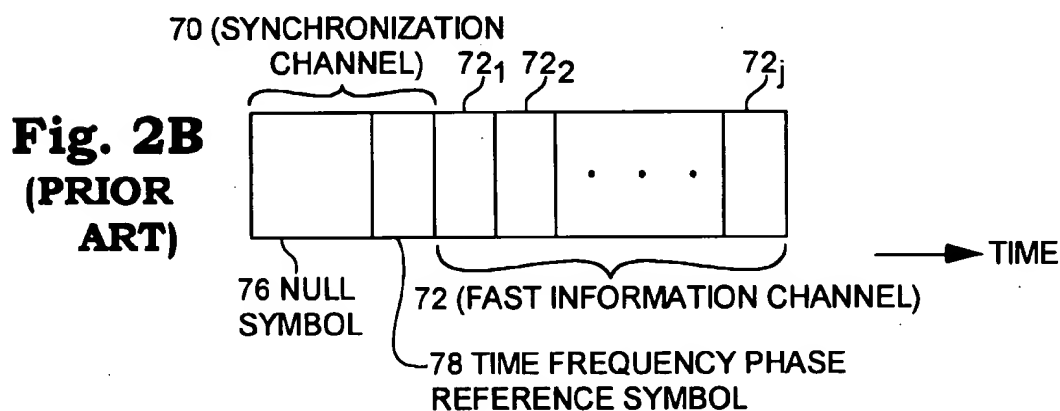 70 (SYNCHRONIZATION
CHANNEL)
72₁
72₂
72ⱼ
Fig. 2B
(PRIOR
ART)
• • •
TIME
76 NULL
SYMBOL
72 (FAST INFORMATION CHANNEL)
78 TIME FREQUENCY PHASE
REFERENCE SYMBOL